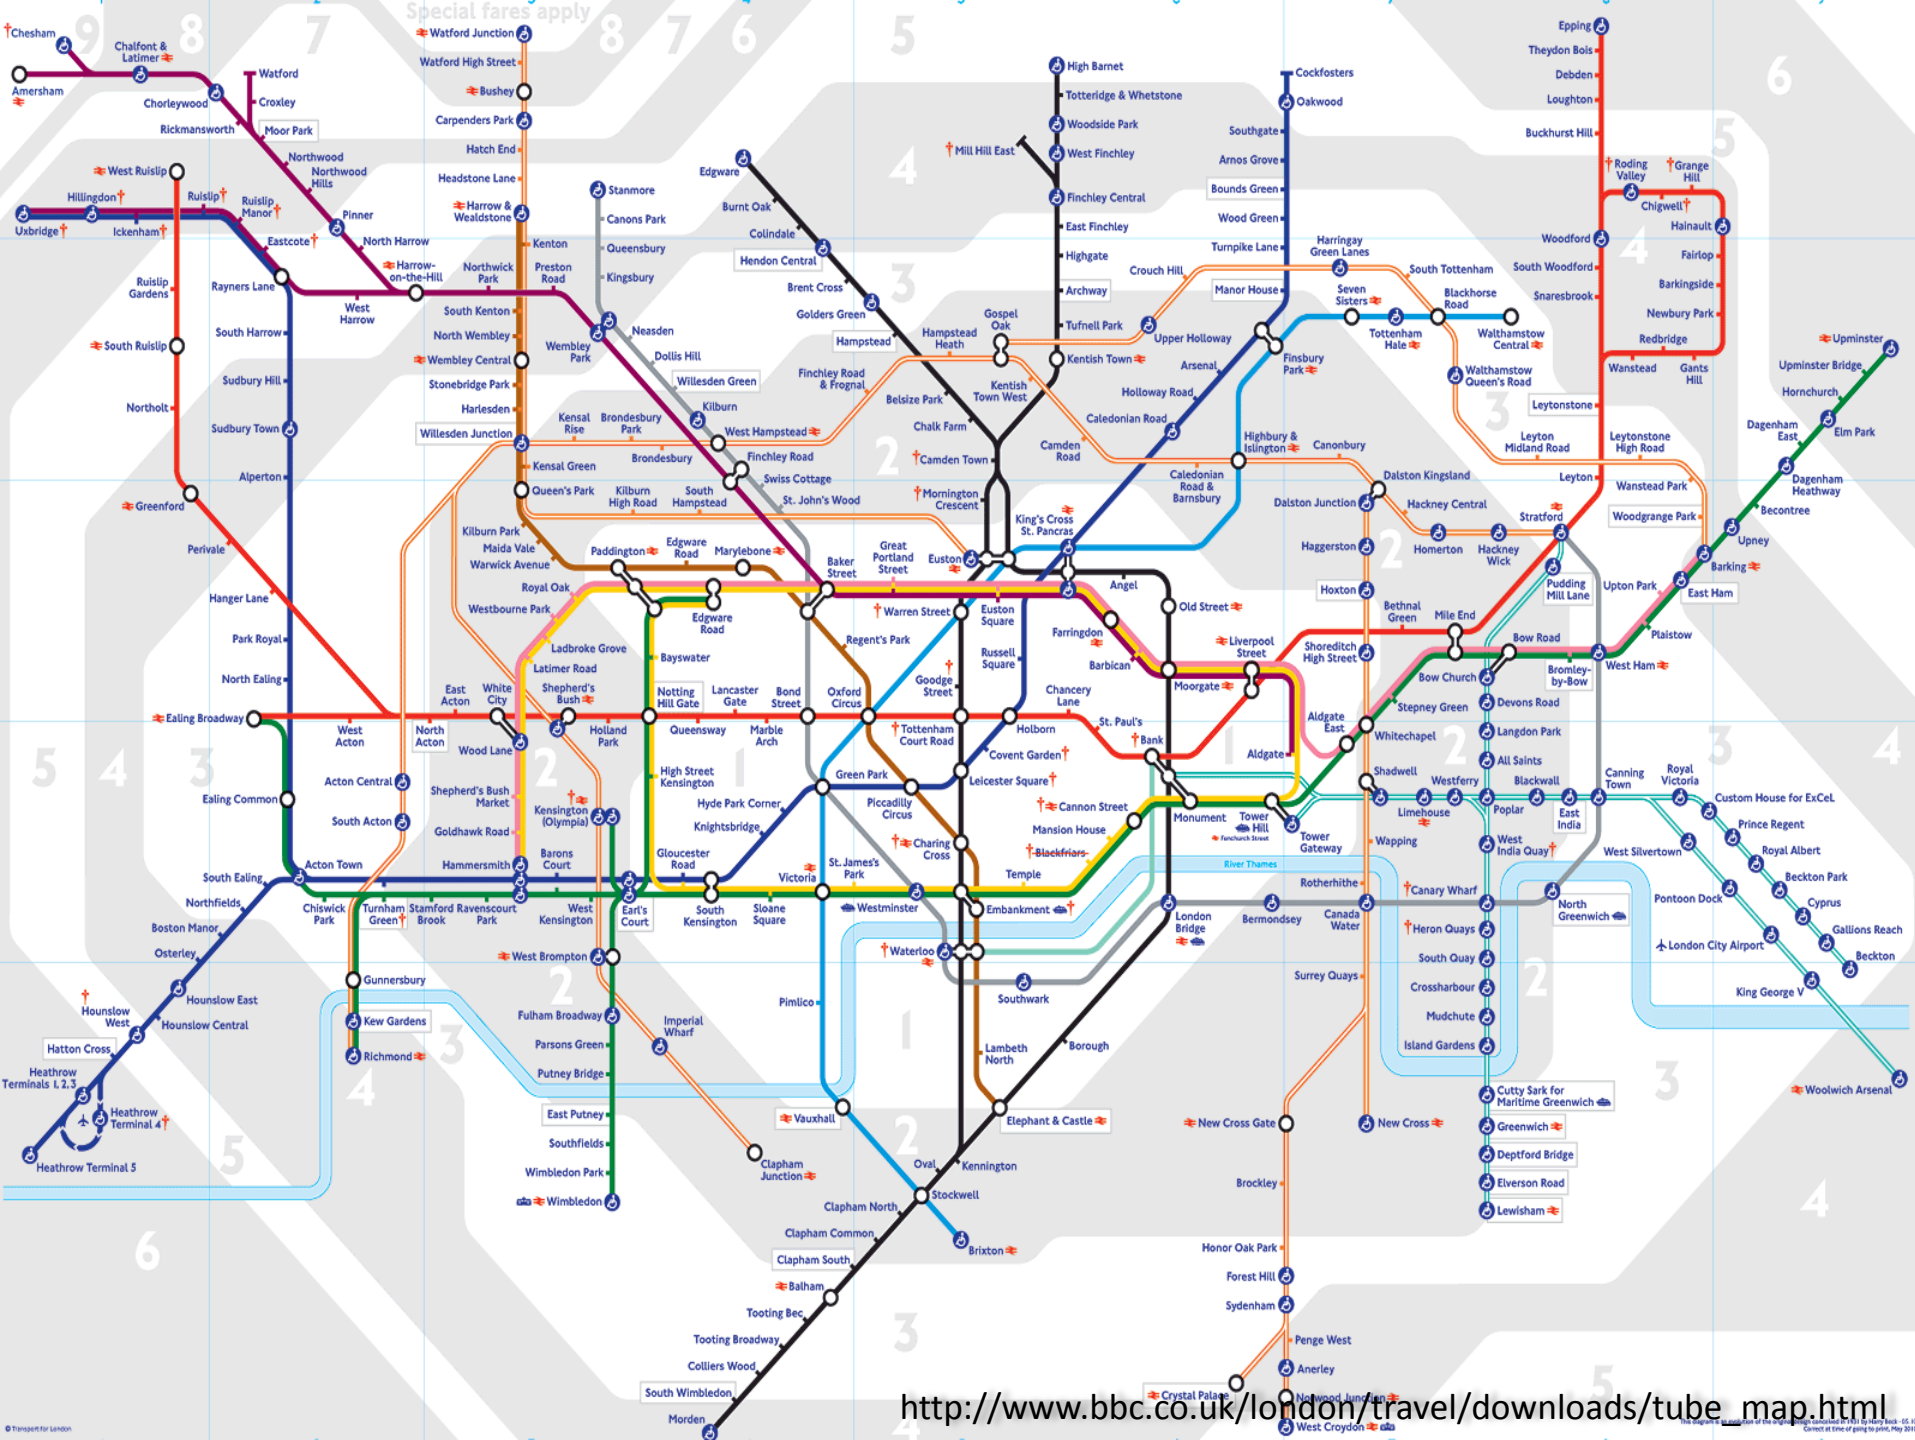 Special fares apply
9
8
7
8
7
6
5
6
†Chesham
Chalfont &
Latimer
Amersham
Chorleywood
Watford
Croxley
Rickmansworth
Moor Park
Northwood
Northwood
Hills
Pinner
North Harrow
Harrow-
on-the-Hill
West Ruislip
Hillingdon†
Ruislip†
Ruislip
Manor†
Uxbridge†
Ickenham†
Eastcote†
Rayners Lane
West
Harrow
Northwick
Park
Preston
Road
Ruislip
Gardens
South Ruislip
Northolt
Greenford
Perivale
Hanger Lane
South Harrow
Sudbury Hill
Sudbury Town
Alperton
Park Royal
North Ealing
Ealing Broadway
Watford Junction
Watford High Street
Bushey
Carpenders Park
Hatch End
Headstone Lane
Harrow &
Wealdstone
Kenton
South Kenton
North Wembley
Wembley Central
Stonebridge Park
Harlesden
Willesden Junction
Kensal Green
Queen's Park
Kilburn Park
Maida Vale
Warwick Avenue
Stanmore
Canons Park
Queensbury
Kingsbury
Wembley
Park
Neasden
Dollis Hill
Willesden Green
Kilburn
West Hampstead
Finchley Road
Swiss Cottage
St. John's Wood
Kensal
Rise
Brondesbury
Park
Brondesbury
Kilburn
High Road
South
Hampstead
Finchley Road
& Frognal
Hampstead
Heath
Gospel
Oak
Edgware
Burnt Oak
Colindale
Hendon Central
Brent Cross
Golders Green
Hampstead
Belsize Park
Chalk Farm
†Camden Town
†Mornington
Crescent
High Barnet
Totteridge & Whetstone
Woodside Park
†Mill Hill East
West Finchley
Finchley Central
East Finchley
Highgate
Archway
Tufnell Park
Kentish Town
Kentish
Town West
Camden
Road
Cockfosters
Oakwood
Southgate
Arnos Grove
Bounds Green
Wood Green
Turnpike Lane
Manor House
Harringay
Green Lanes
Crouch Hill
Upper Holloway
South Tottenham
Seven
Sisters
Blackhorse
Road
Tottenham
Hale
Walthamstow
Central
Finsbury
Park
Arsenal
Holloway Road
Caledonian Road
Walthamstow
Queen's Road
Highbury &
Islington
Canonbury
Caledonian
Road &
Barnsbury
Dalston Kingsland
Dalston Junction
Hackney Central
Homerton
Hackney
Wick
Haggerston
Hoxton
Shoreditch
High Street
Leyton
Midland Road
Leytonstone
High Road
Wanstead Park
Woodgrange Park
Epping
Theydon Bois
Debden
Loughton
Buckhurst Hill
†Roding
Valley
†Grange
Hill
Chigwell†
Hainault
Woodford
Fairlop
South Woodford
Barkingside
Snaresbrook
Newbury Park
Redbridge
Wanstead
Gants
Hill
Leytonstone
Leyton
Stratford
Upminster
Upminster Bridge
Hornchurch
Elm Park
Dagenham
East
Dagenham
Heathway
Becontree
Upney
Barking
East Ham
Upton Park
Plaistow
West Ham
Bromley-
by-Bow
Bow Road
Mile End
Bethnal
Green
Pudding
Mill Lane
Bow Church
Devons Road
Langdon Park
All Saints
Stepney Green
Whitechapel
Aldgate
East
Aldgate
Liverpool
Street
Moorgate
Barbican
Farringdon
Old Street
Angel
King's Cross
St. Pancras
Euston
†Warren Street
Euston
Square
Great
Portland
Street
Baker
Street
Marylebone
Edgware
Road
Paddington
Edgware
Road
Royal Oak
Westbourne Park
Ladbroke Grove
Latimer Road
Bayswater
Notting
Hill Gate
Regent's Park
Russell
Square
†
Goodge
Street
East
Acton
White
City
Shepherd's
Bush
Holland
Park
Lancaster
Gate
Queensway
Marble
Arch
Bond
Street
Oxford
Circus
†Tottenham
Court Road
Holborn
Chancery
Lane
St. Paul's
†Bank
West
Acton
North
Acton
Wood Lane
Acton Central
South Acton
Ealing Common
Shepherd's Bush
Market
Goldhawk Road
Hammersmith
Kensington
(Olympia)
High Street
Kensington
Covent Garden†
Leicester Square†
Green Park
Piccadilly
Circus
Hyde Park Corner
Knightsbridge
†Charing
Cross
†Cannon Street
Mansion House
†Blackfriars
Temple
Monument
Tower
Hill
Fenchurch Street
Tower
Gateway
Shadwell
Limehouse
Westferry
Poplar
Blackwall
East
India
Canning
Town
Royal
Victoria
Custom House for ExCeL
Prince Regent
Royal Albert
Beckton Park
Cyprus
Gallions Reach
Beckton
West Silvertown
Pontoon Dock
London City Airport
King George V
Woolwich Arsenal
River Thames
Wapping
Rotherhithe
Canada
Water
Bermondsey
London
Bridge
Surrey Quays
West
India Quay†
†Canary Wharf
†Heron Quays
South Quay
Crossharbour
Mudchute
Island Gardens
Cutty Sark for
Maritime Greenwich
Greenwich
Deptford Bridge
Elverson Road
Lewisham
North
Greenwich
South Ealing
Northfields
Boston Manor
Osterley
Hounslow East
Hounslow Central
†
Hounslow
West
Hatton Cross
Heathrow
Terminals 1, 2, 3
Heathrow
Terminal 4†
Heathrow Terminal 5
Acton Town
Chiswick
Park
Turnham
Green†
Stamford
Brook
Ravenscourt
Park
Barons
Court
West
Kensington
Earl's
Court
Gloucester
Road
South
Kensington
Sloane
Square
Victoria
St. James's
Park
Westminster
Embankment
†Waterloo
Southwark
Gunnersbury
Kew Gardens
Richmond
West Brompton
Fulham Broadway
Parsons Green
Putney Bridge
East Putney
Southfields
Wimbledon Park
Wimbledon
Imperial
Wharf
Clapham
Junction
Pimlico
Vauxhall
Lambeth
North
Borough
Elephant & Castle
Kennington
Oval
Stockwell
Brixton
Clapham North
Clapham Common
Clapham South
Balham
Tooting Bec
Tooting Broadway
Colliers Wood
South Wimbledon
Morden
New Cross Gate
New Cross
Brockley
Honor Oak Park
Forest Hill
Sydenham
Penge West
Anerley
Crystal Palace
Norwood Junction
West Croydon
http://www.bbc.co.uk/london/travel/downloads/tube_map.html
© Transport for London